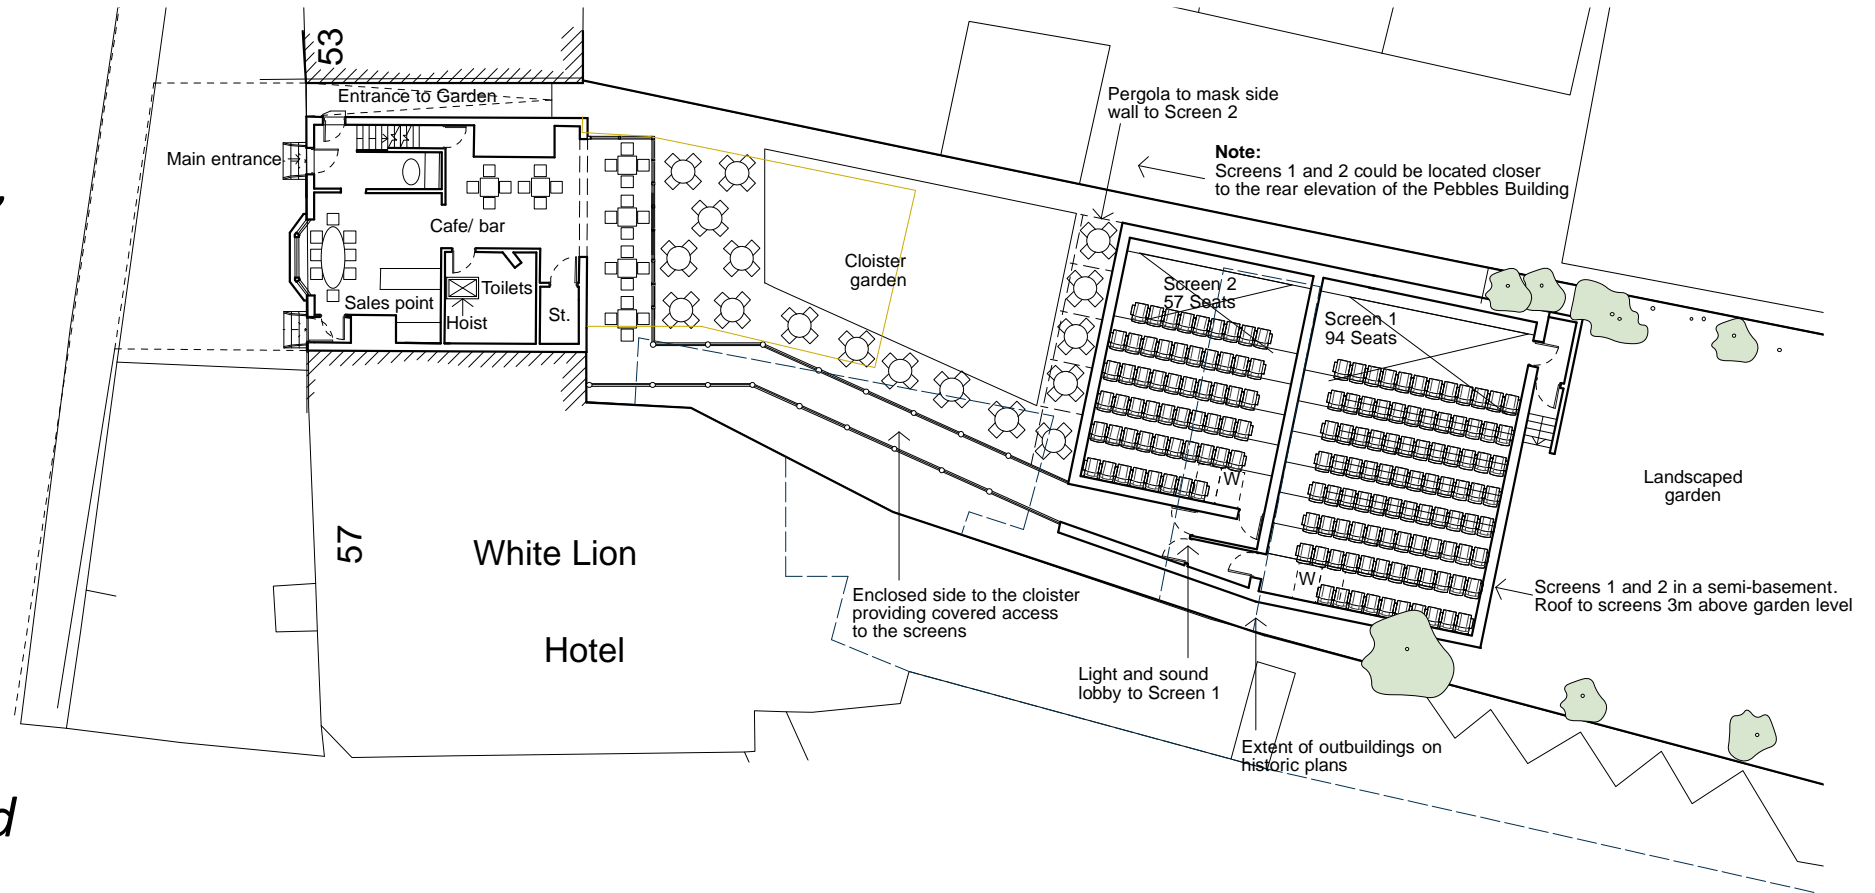 53
Entrance to Garden
Main entrance
Cafe/ bar
Sales point
Toilets
Hoist
St.
Cloister
garden
Pergola to mask side
wall to Screen 2
Note:
Screens 1 and 2 could be located closer
to the rear elevation of the Pebbles Building
Screen 2
57 Seats
Screen 1
94 Seats
W
W
Landscaped
garden
57
White Lion
Hotel
Enclosed side to the cloister
providing covered access
to the screens
Screens 1 and 2 in a semi-basement.
Roof to screens 3m above garden level
Light and sound
lobby to Screen 1
Extent of outbuildings on
historic plans
d